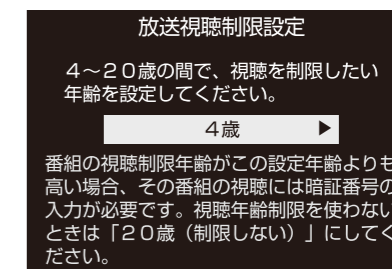 放送視聴制限設定
４～２０歳の間で、視聴を制限したい
年齢を設定してください。
４歳 ▶
番組の視聴制限年齢がこの設定年齢よりも
高い場合、その番組の視聴には暗証番号の
入力が必要です。視聴年齢制限を使わない
ときは「２０歳（制限しない）」にしてく
ださい。